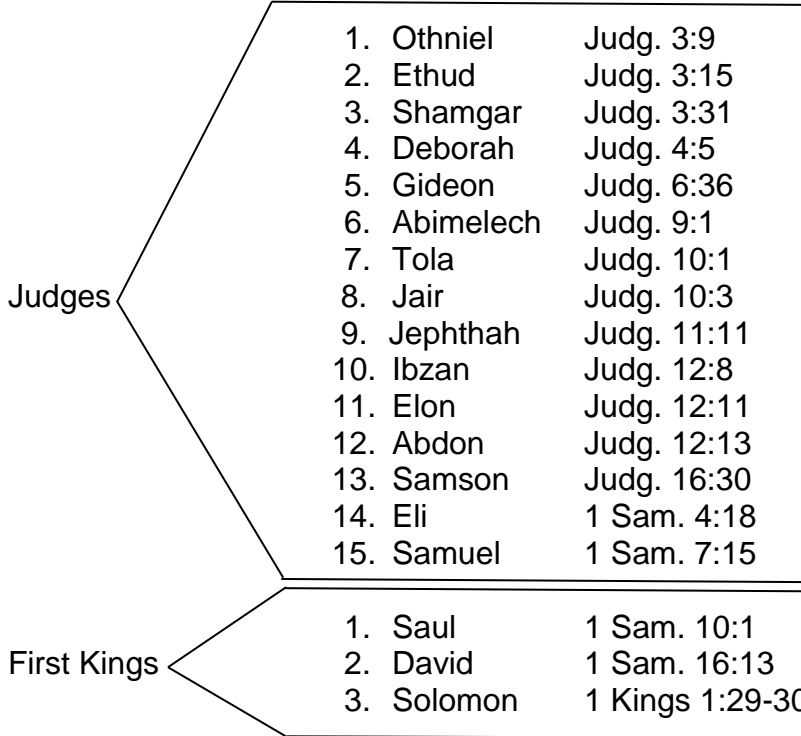 1. Othniel Judg. 3:9
2. Ethud Judg. 3:15
3. Shamgar Judg. 3:31
4. Deborah Judg. 4:5
5. Gideon Judg. 6:36
6. Abimelech Judg. 9:1
7. Tola Judg. 10:1
Judges
8. Jair Judg. 10:3
9. Jephthah Judg. 11:11
10. Ibzan Judg. 12:8
11. Elon Judg. 12:11
12. Abdon Judg. 12:13
13. Samson Judg. 16:30
14. Eli 1 Sam. 4:18
15. Samuel 1 Sam. 7:15
1. Saul 1 Sam. 10:1
First Kings
2. David 1 Sam. 16:13
3. Solomon 1 Kings 1:29-30